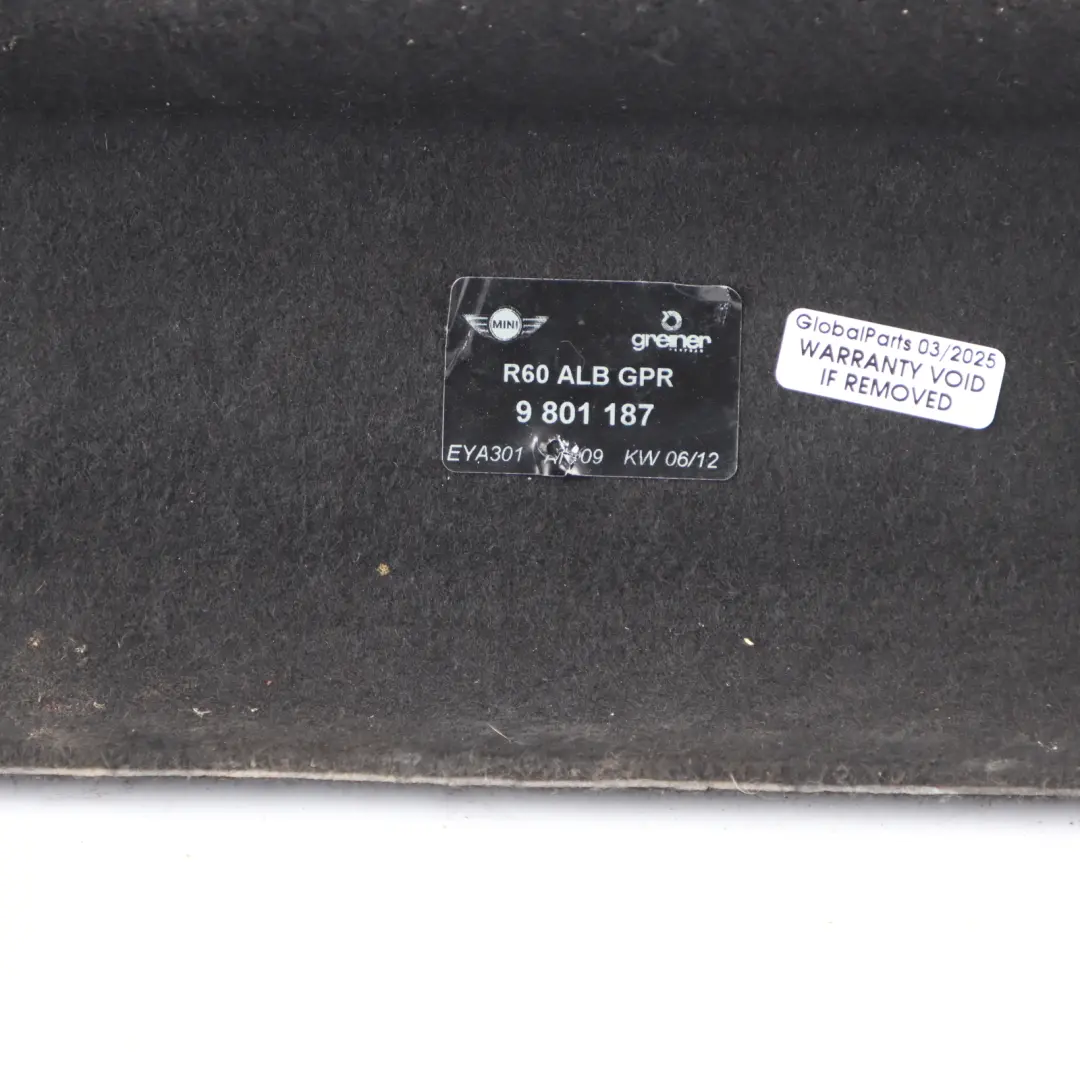 MINI
greiner
R60 ALB GPR
9 801 187
EYA301 KW 06/12
GlobalParts 03/2025
WARRANTY VOID
IF REMOVED